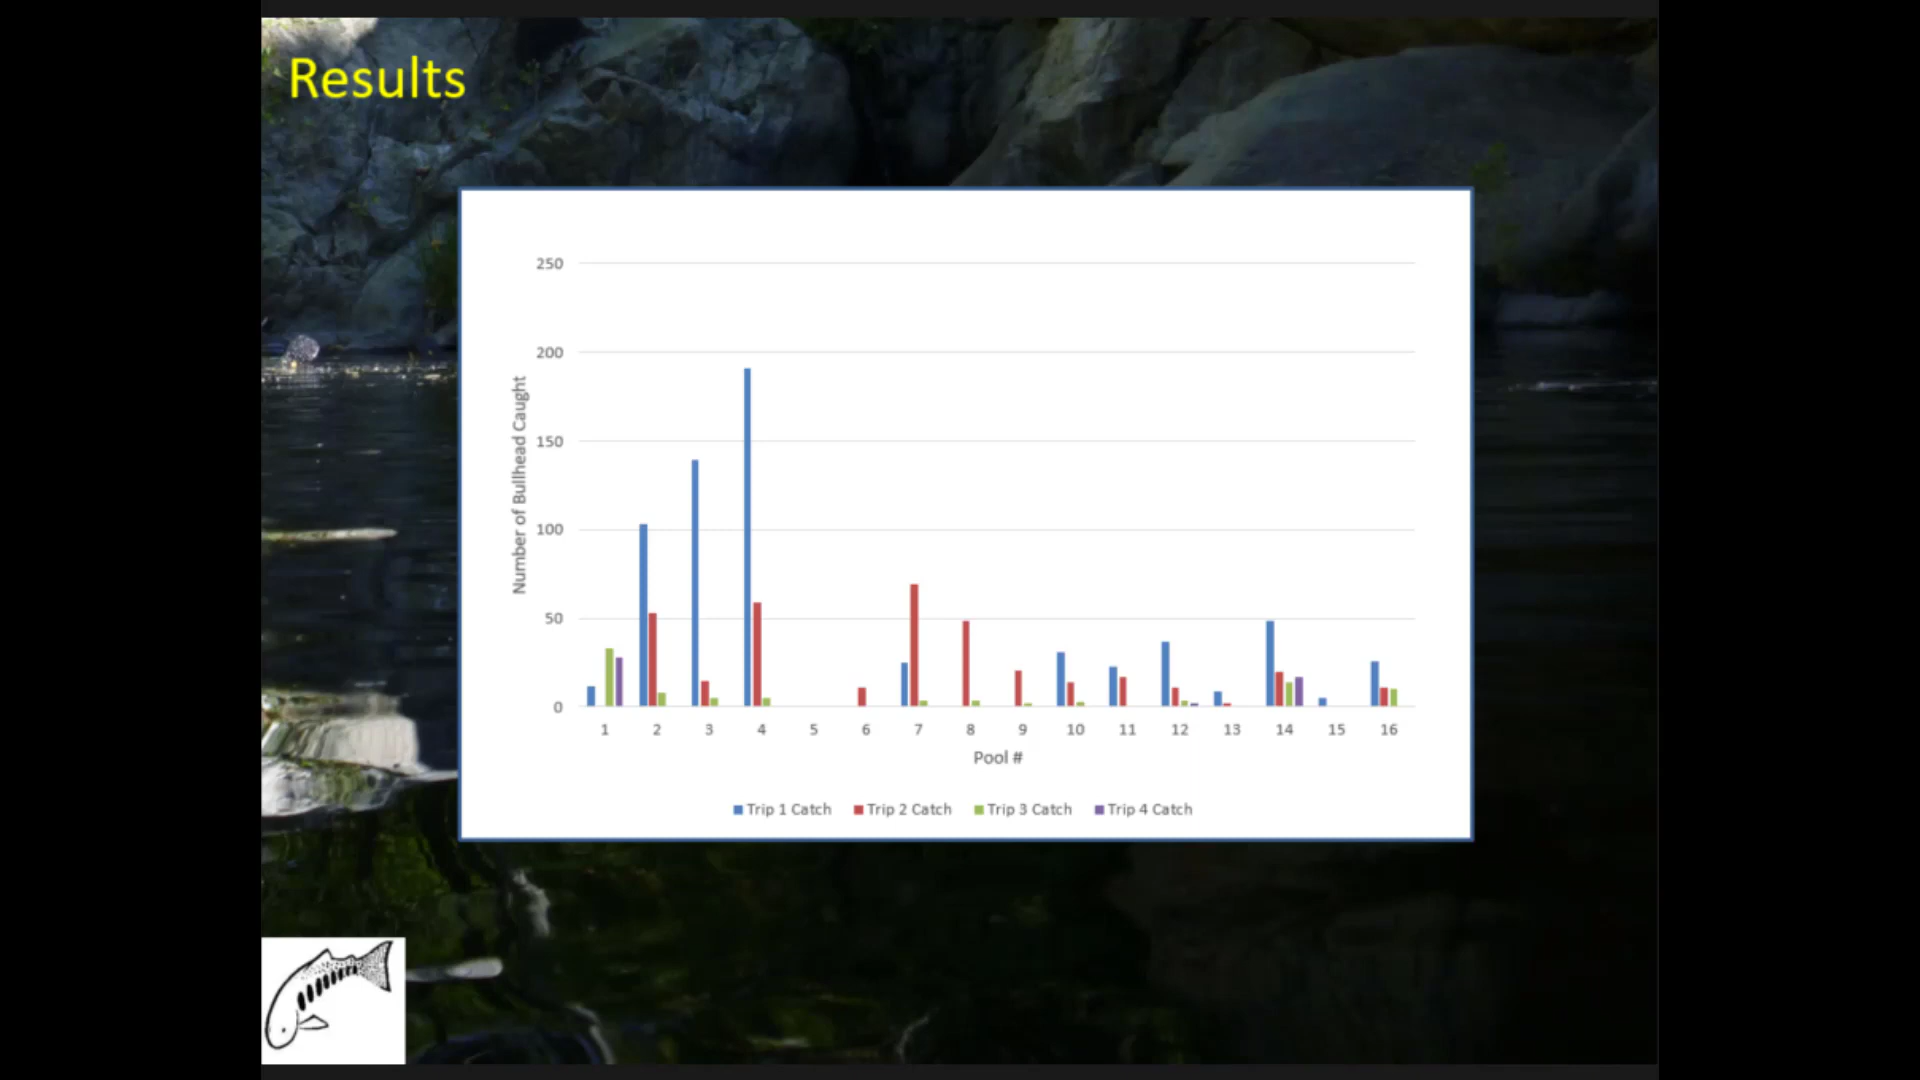 Results
250
200
150
100
50
0
Number of Bullhead Caught
1 2 3 4 5 6 7 8 9 10 11 12 13 14 15 16
Pool #
Trip 1 Catch Trip 2 Catch Trip 3 Catch Trip 4 Catch